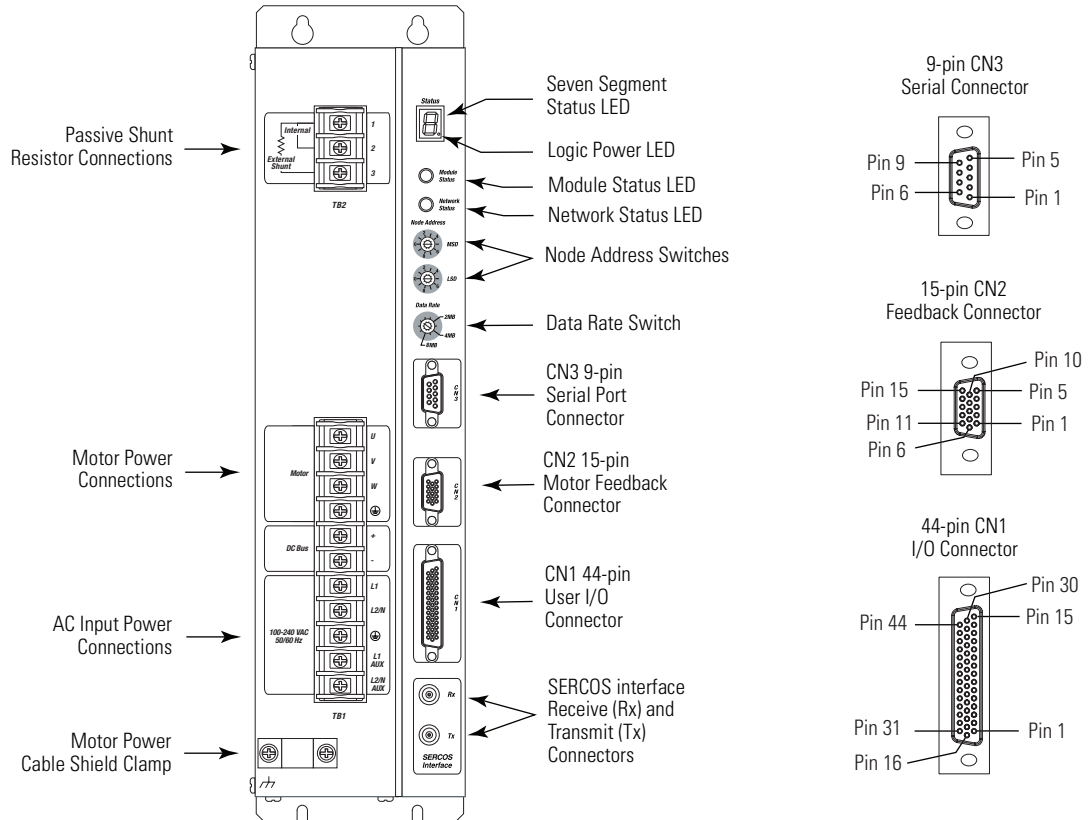 Passive Shunt
Resistor Connections
Motor Power
Connections
AC Input Power
Connections
Motor Power
Cable Shield Clamp
Internal
External
Shunt
1
2
3
TB2
Motor
U
V
W
DC Bus
+
-
100-240 VAC
50/60 Hz
L1
L2/N
L1
AUX
L2/N
AUX
TB1
Status
Module
Status
Network
Status
Node Address
MSD
LSD
Data Rate
2MB
4MB
8MB
CN3
CN2
CN1
Rx
Tx
SERCOS
Interface
Seven Segment
Status LED
Logic Power LED
Module Status LED
Network Status LED
Node Address Switches
Data Rate Switch
CN3 9-pin
Serial Port
Connector
CN2 15-pin
Motor Feedback
Connector
CN1 44-pin
User I/O
Connector
SERCOS interface
Receive (Rx) and
Transmit (Tx)
Connectors
9-pin CN3
Serial Connector
Pin 9
Pin 5
Pin 6
Pin 1
15-pin CN2
Feedback Connector
Pin 10
Pin 15
Pin 5
Pin 11
Pin 1
Pin 6
44-pin CN1
I/O Connector
Pin 30
Pin 44
Pin 15
Pin 31
Pin 1
Pin 16